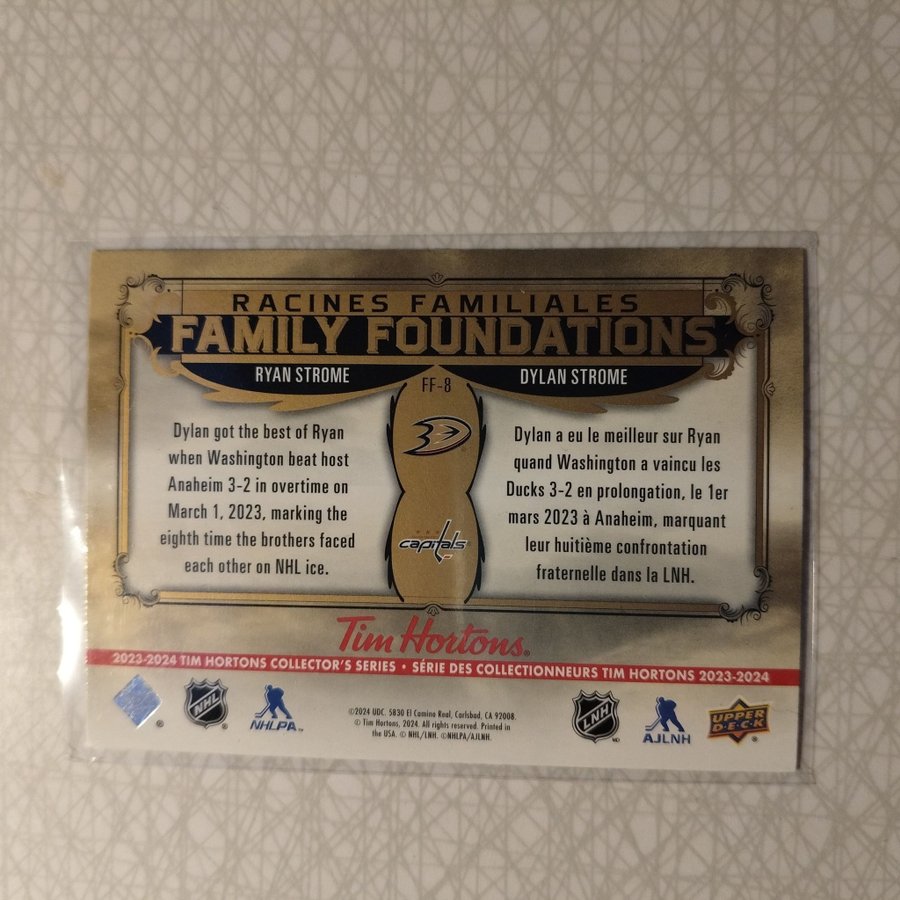 RACINES FAMILIALES
FAMILY FOUNDATIONS
RYAN STROME
FF-8
DYLAN STROME
Dylan got the best of Ryan
when Washington beat host
Anaheim 3-2 in overtime on
March 1, 2023, marking the
eighth time the brothers faced
each other on NHL ice.
capitals
Dylan a eu le meilleur sur Ryan
quand Washington a vaincu les
Ducks 3-2 en prolongation, le 1er
mars 2023 à Anaheim, marquant
leur huitième confrontation
fraternelle dans la LNH.
Tim Hortons®
2023-2024 TIM HORTONS COLLECTOR'S SERIES • SÉRIE DES COLLECTIONNEURS TIM HORTONS 2023-2024
NHL
NHLPA™
©2024 UDC. 5830 El Camino Real, Carlsbad, CA 92008.
© Tim Hortons, 2024. All rights reserved. Printed in
the USA. © NHL/LNH. ©NHLPA/AJLNH.
LNH
AJLNH
UPPER
DECK